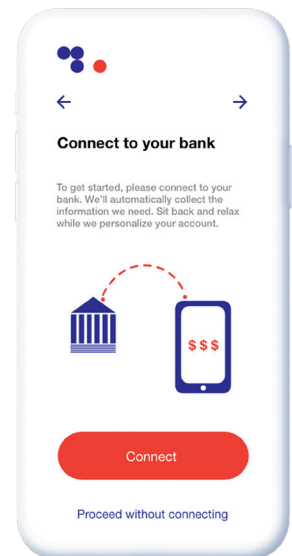 Connect to your bank
To get started, please connect to your
bank. We'll automatically collect the
information we need. Sit back and relax
while we personalize your account.
$ $ $
Connect
Proceed without connecting